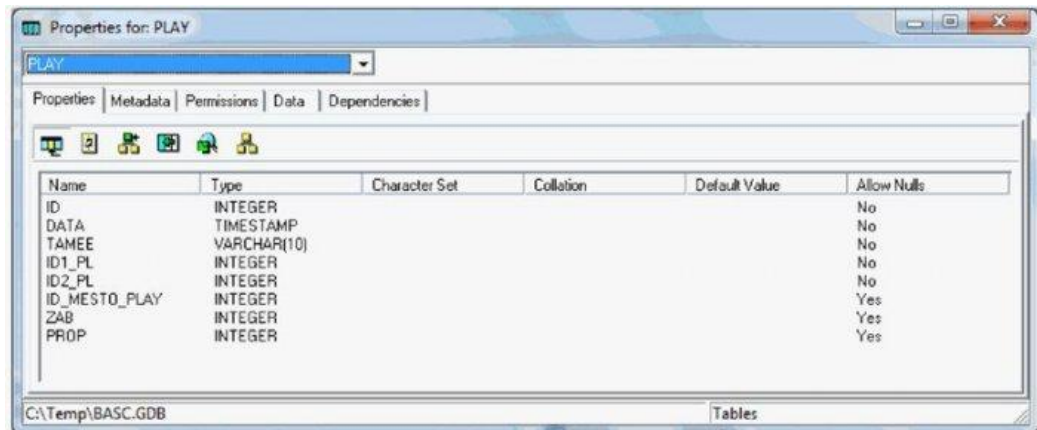 Properties for: PLAY
PLAY
Properties Metadata Permissions Data Dependencies
Name Type Character Set Collation Default Value Allow Nulls
ID INTEGER No
DATA TIMESTAMP No
TAMEE VARCHAR(10) No
ID1_PL INTEGER No
ID2_PL INTEGER No
ID_MESTO_PLAY INTEGER Yes
ZAB INTEGER Yes
PROP INTEGER Yes
C:\Temp\BASC.GDB Tables